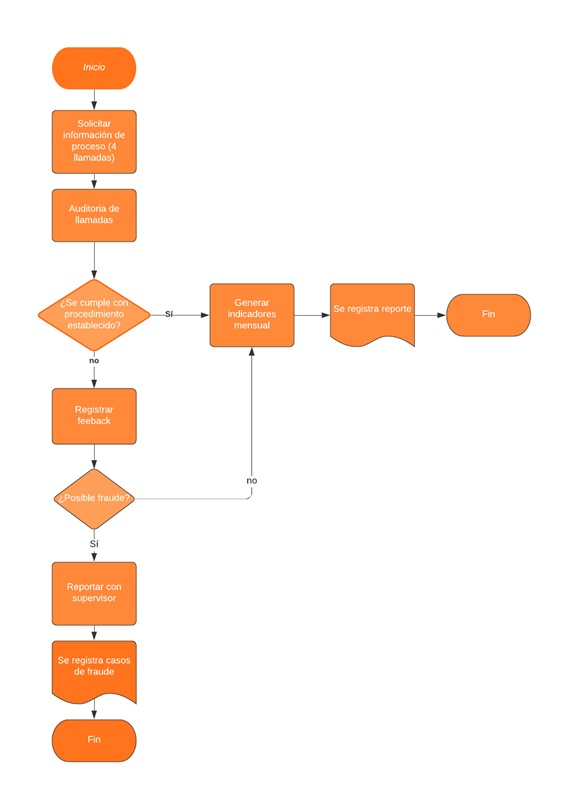 Inicio
Solicitar
información de
proceso (4
llamadas)
Auditoria de
llamadas
¿Se cumple con
procedimiento
establecido?
Sí
Generar
indicadores
mensual
Se registra reporte
Fin
no
Registrar
feeback
¿Posible fraude?
no
Sí
Reportar con
supervisor
Se registra casos
de fraude
Fin